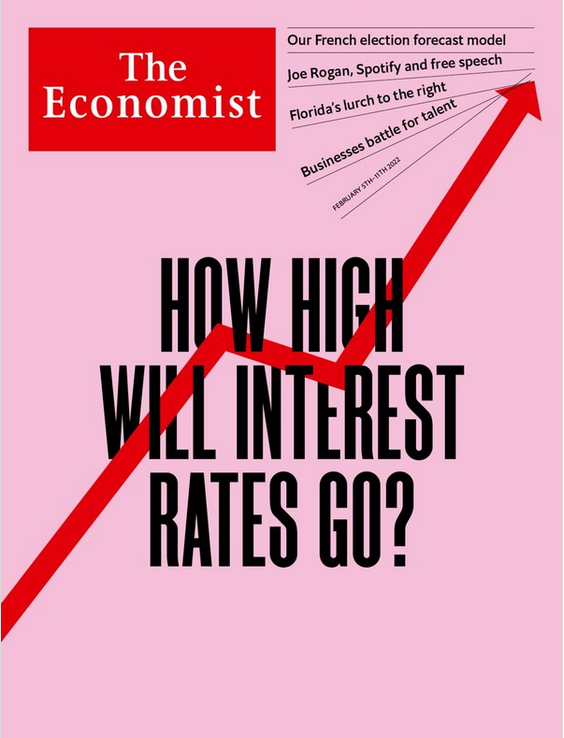 The
Economist
Our French election forecast model
Joe Rogan, Spotify and free speech
Florida's lurch to the right
Businesses battle for talent
FEBRUARY 5TH–11TH 2022
HOW HIGH
WILL INTEREST
RATES GO?